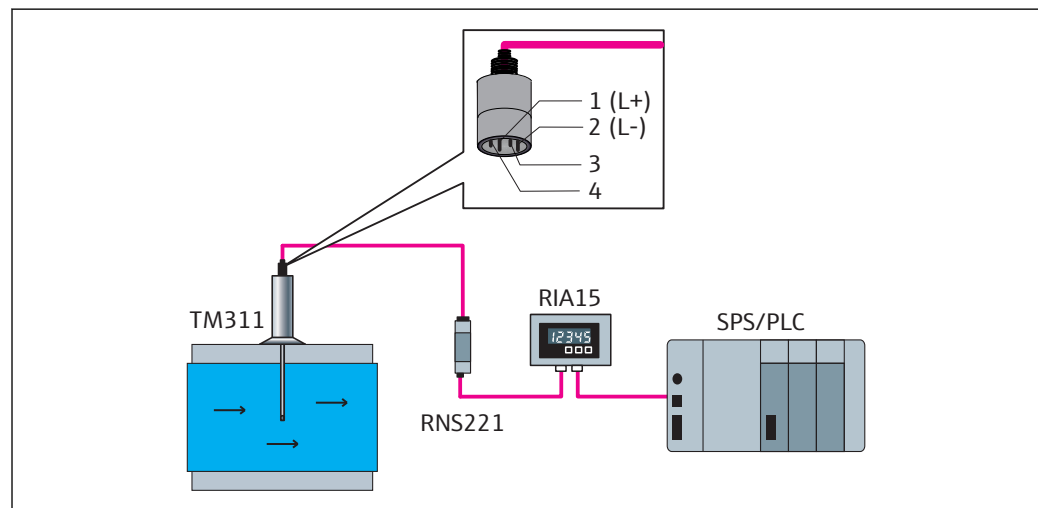 1 (L+)
2 (L-)
3
4
TM311
RIA15
12345
SPS/PLC
RNS221